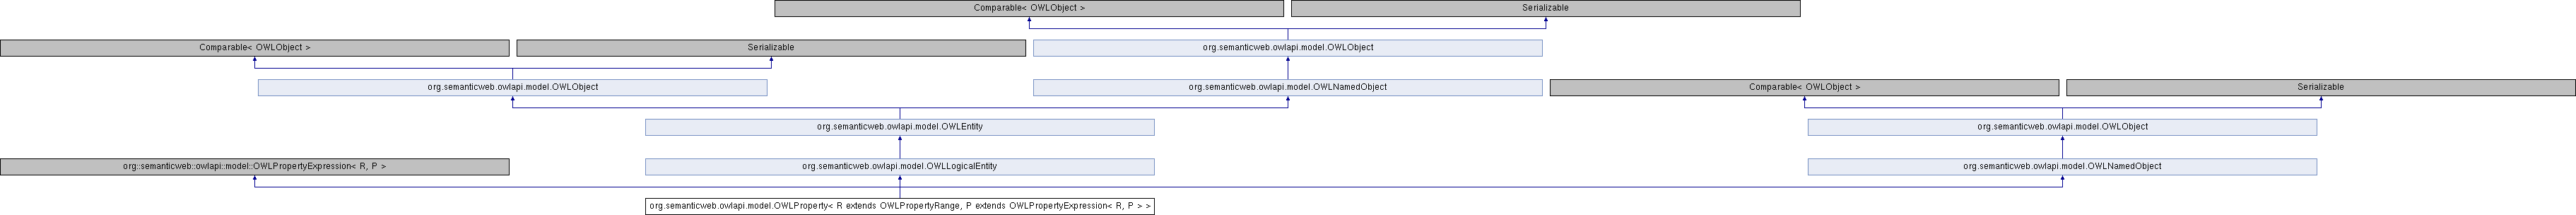 Comparable< OWLObject >
Serializable
Comparable< OWLObject >
Serializable
org.semanticweb.owlapi.model.OWLObject
org.semanticweb.owlapi.model.OWLObject
org.semanticweb.owlapi.model.OWLNamedObject
Comparable< OWLObject >
Serializable
org.semanticweb.owlapi.model.OWLEntity
org.semanticweb.owlapi.model.OWLObject
org::semanticweb::owlapi::model::OWLPropertyExpression< R, P >
org.semanticweb.owlapi.model.OWLLogicalEntity
org.semanticweb.owlapi.model.OWLNamedObject
org.semanticweb.owlapi.model.OWLProperty< R extends OWLPropertyRange, P extends OWLPropertyExpression< R, P > >